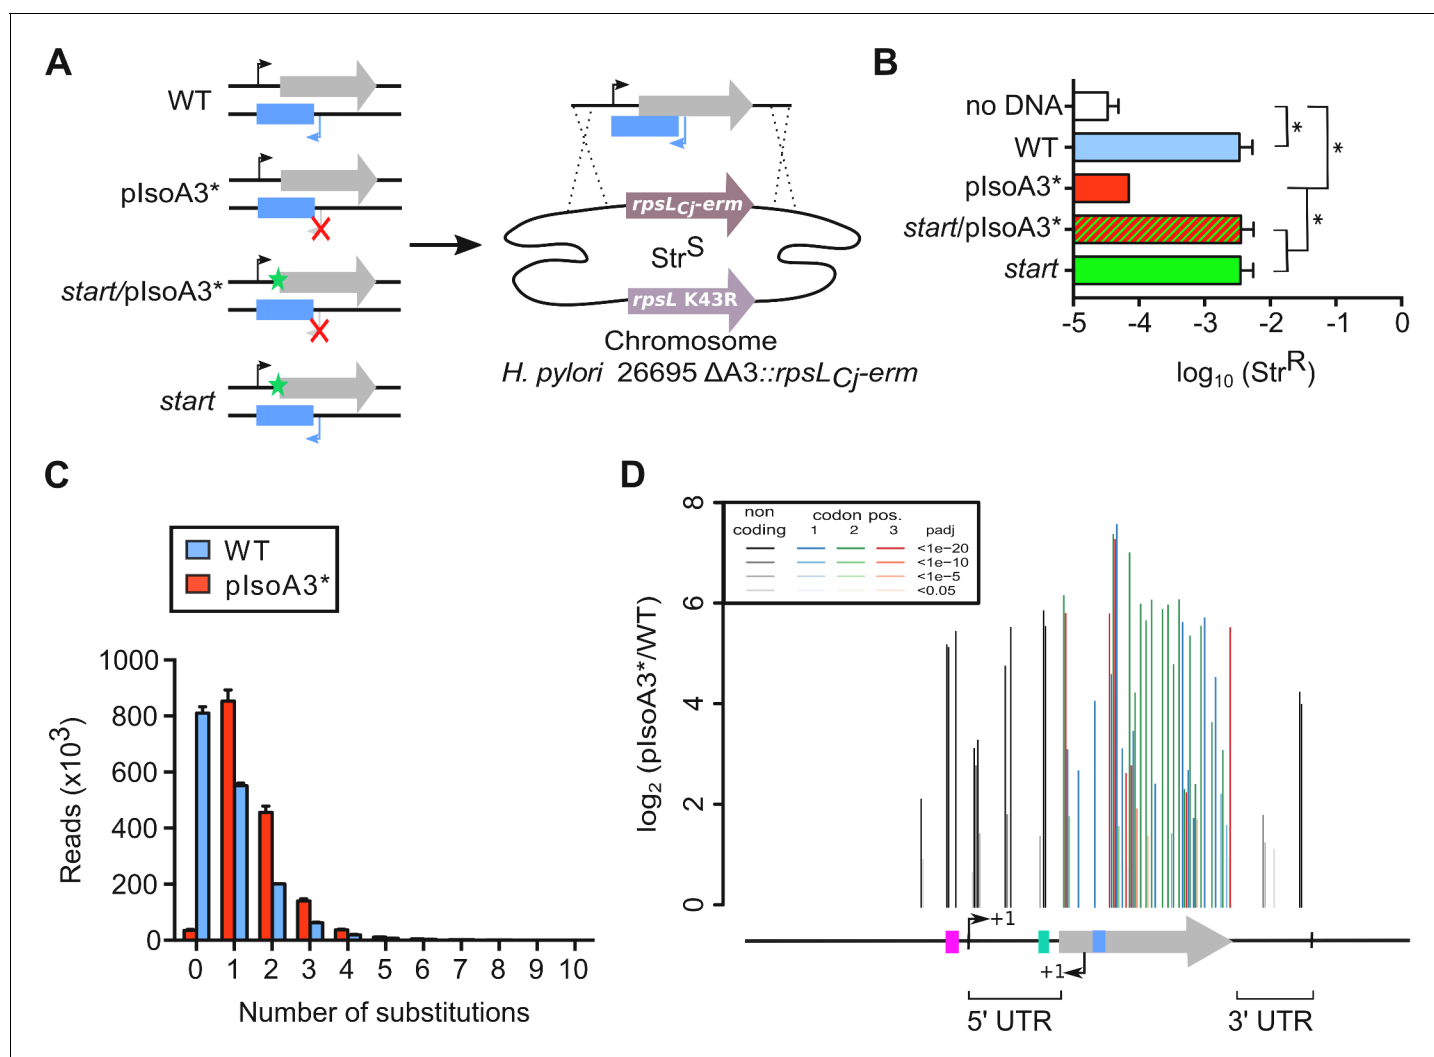 A
WT
pIsoA3*
start/pIsoA3*
start
rpsLCj-erm
StrS
rpsL K43R
Chromosome
H. pylori 26695 ΔA3::rpsLCj-erm
B
no DNA
WT
pIsoA3*
start/pIsoA3*
start
*
*
*
-5 -4 -3 -2 -1 0
log10 (StrR)
C
WT
pIsoA3*
Reads (x103)
1000
800
600
400
200
0
0 1 2 3 4 5 6 7 8 9 10
Number of substitutions
D
log2 (pIsoA3*/WT)
8
6
4
2
0
non coding
codon pos.
1 2 3 padj
<1e-20
<1e-10
<1e-5
<0.05
+1
+1
5' UTR
3' UTR